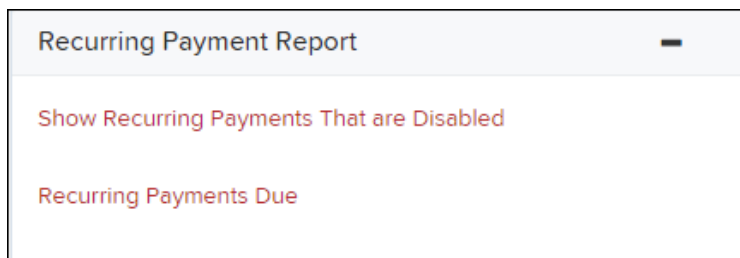 Recurring Payment Report
Show Recurring Payments That are Disabled
Recurring Payments Due